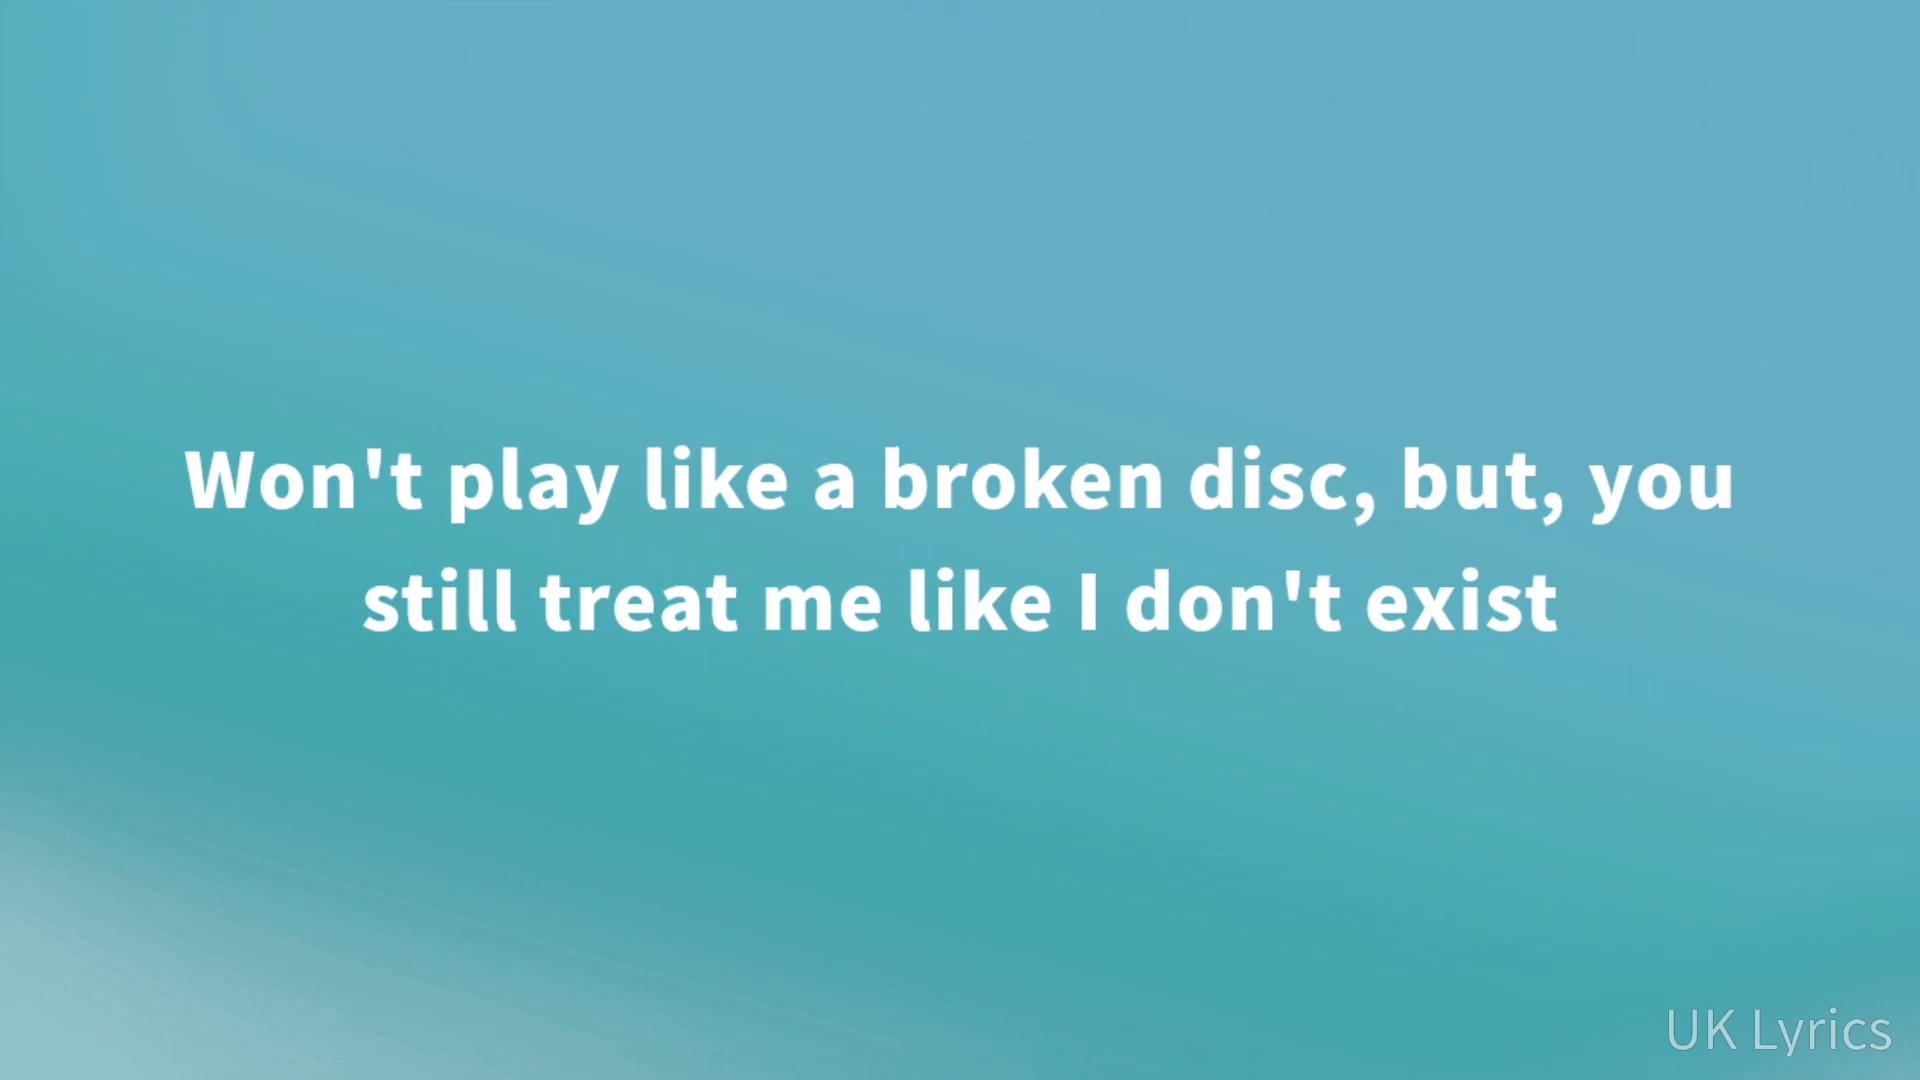 Won't play like a broken disc, but, you
still treat me like I don't exist
UK Lyrics